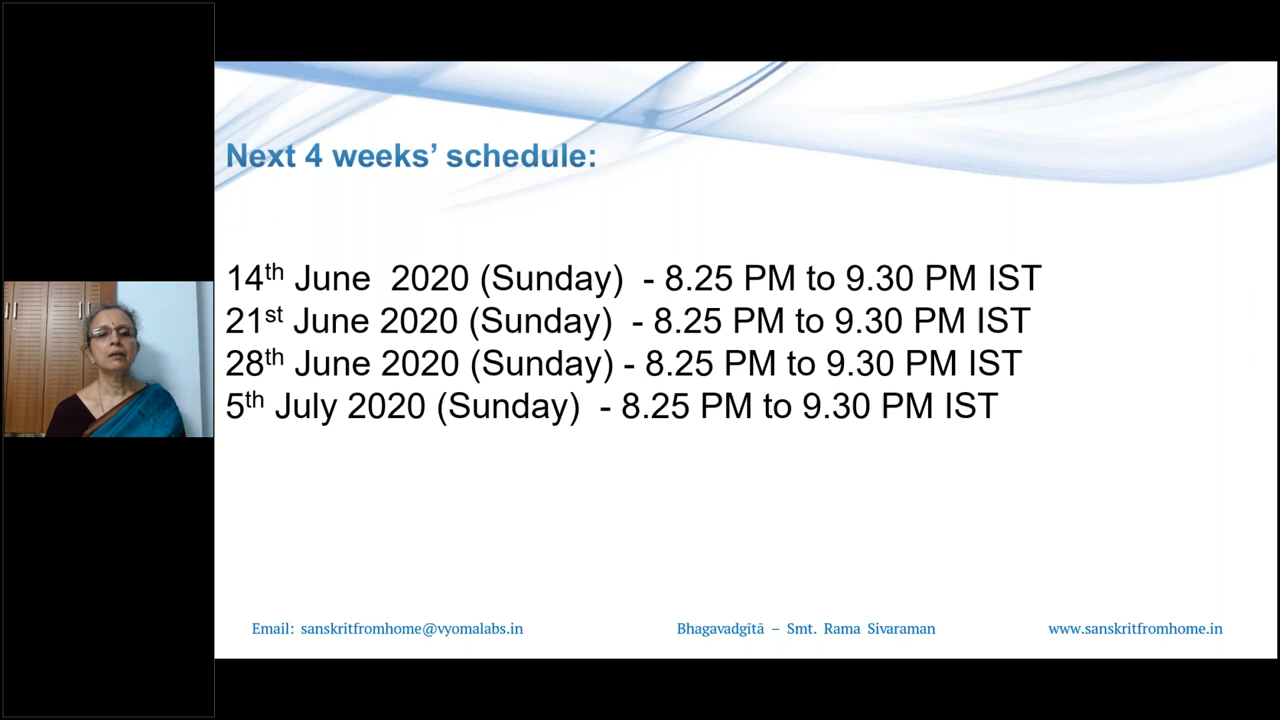 Next 4 weeks’ schedule:
14th June 2020 (Sunday) - 8.25 PM to 9.30 PM IST
21st June 2020 (Sunday) - 8.25 PM to 9.30 PM IST
28th June 2020 (Sunday) - 8.25 PM to 9.30 PM IST
5th July 2020 (Sunday) - 8.25 PM to 9.30 PM IST
Email: sanskritfromhome@vyomalabs.in Bhagavadgītā – Smt. Rama Sivaraman www.sanskritfromhome.in